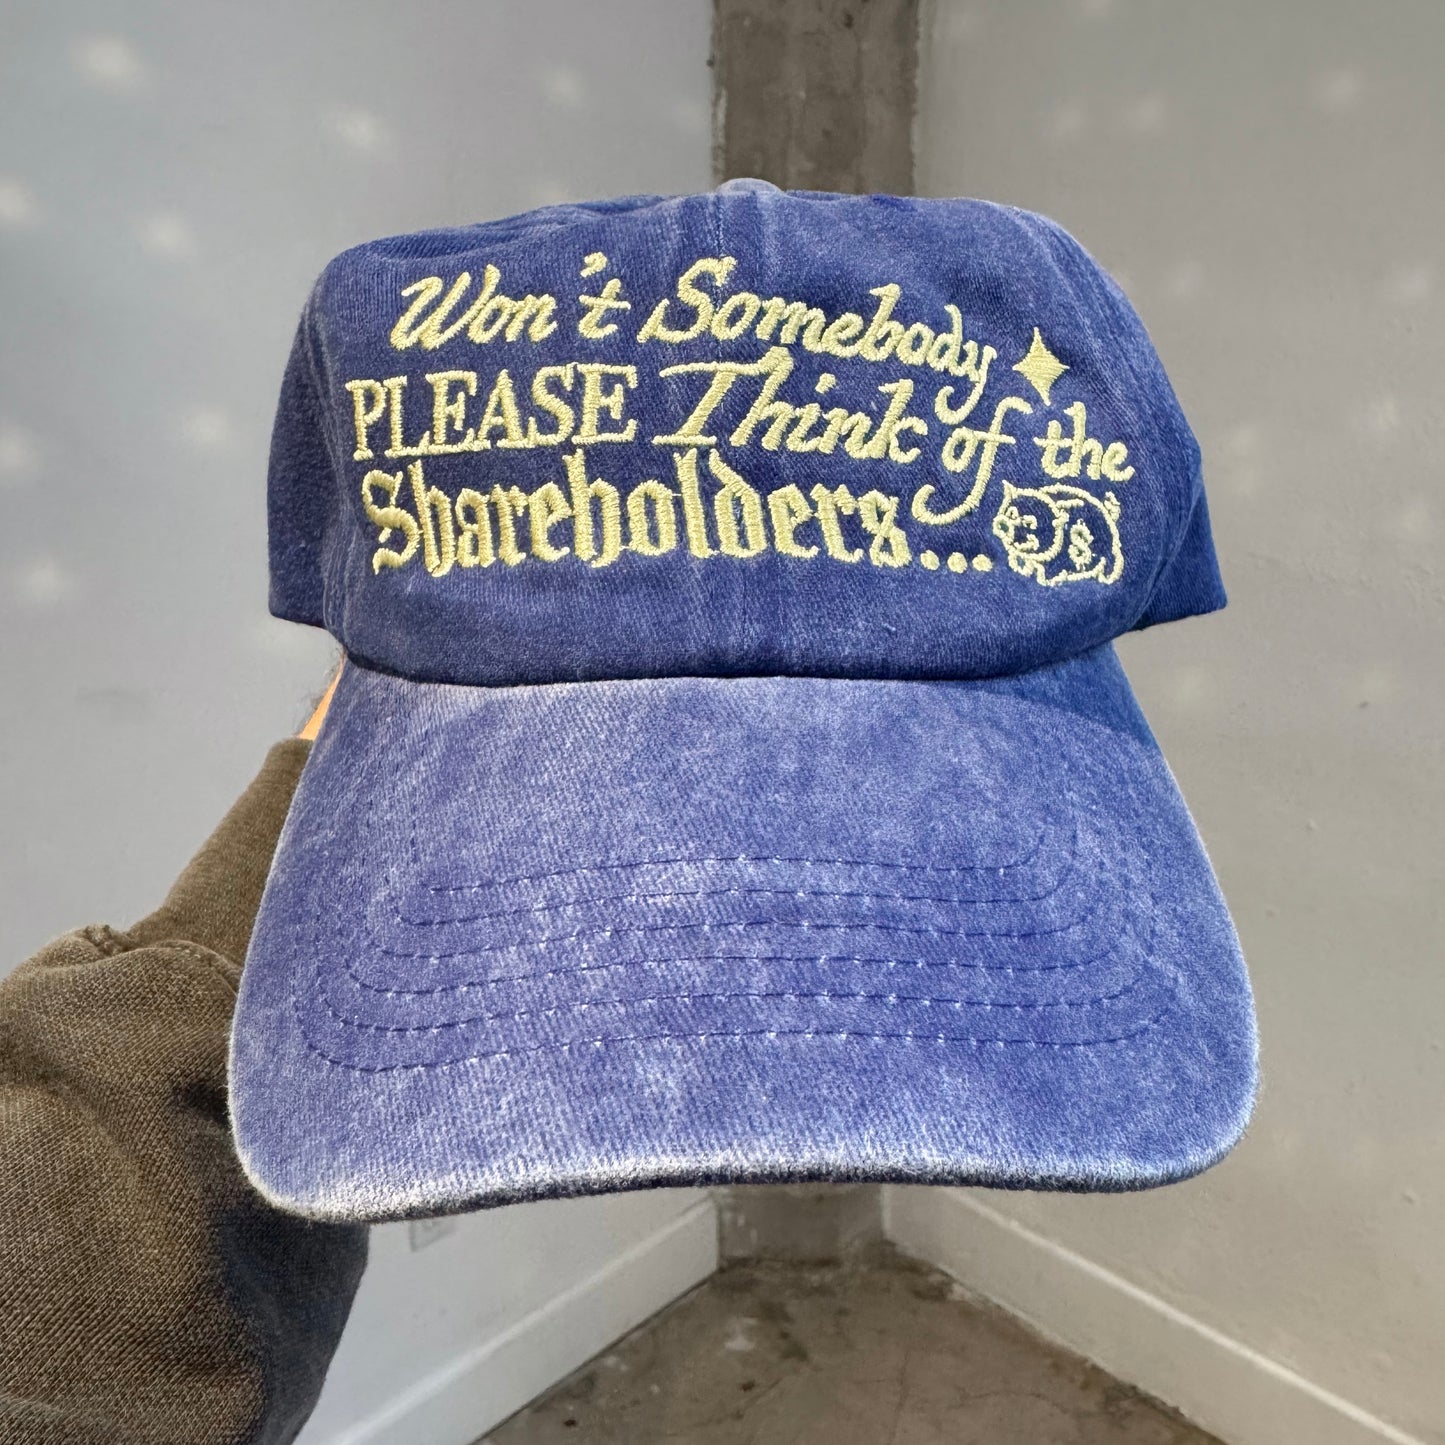 Won't Somebody
PLEASE Think of the
Shareholders...
$